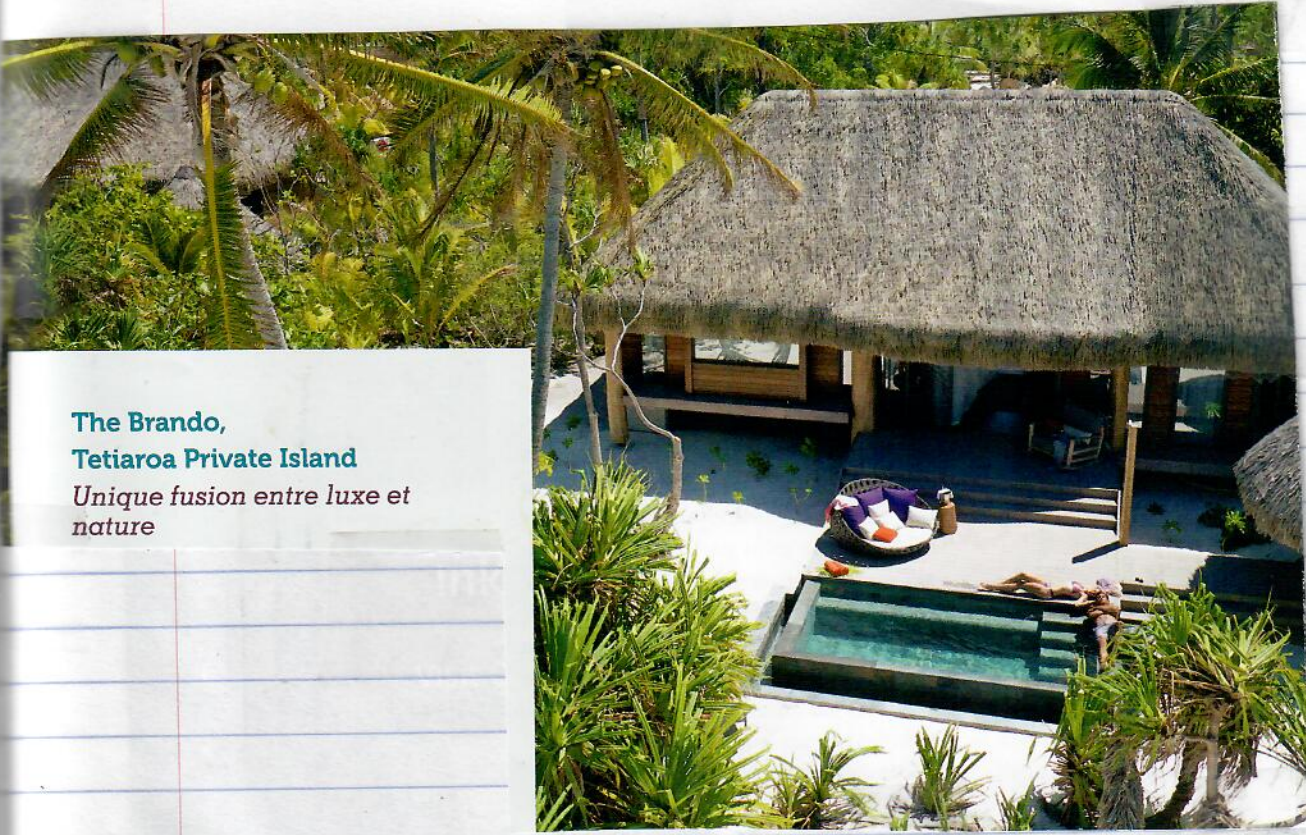 The Brando,
Tetiaroa Private Island
Unique fusion entre luxe et
nature